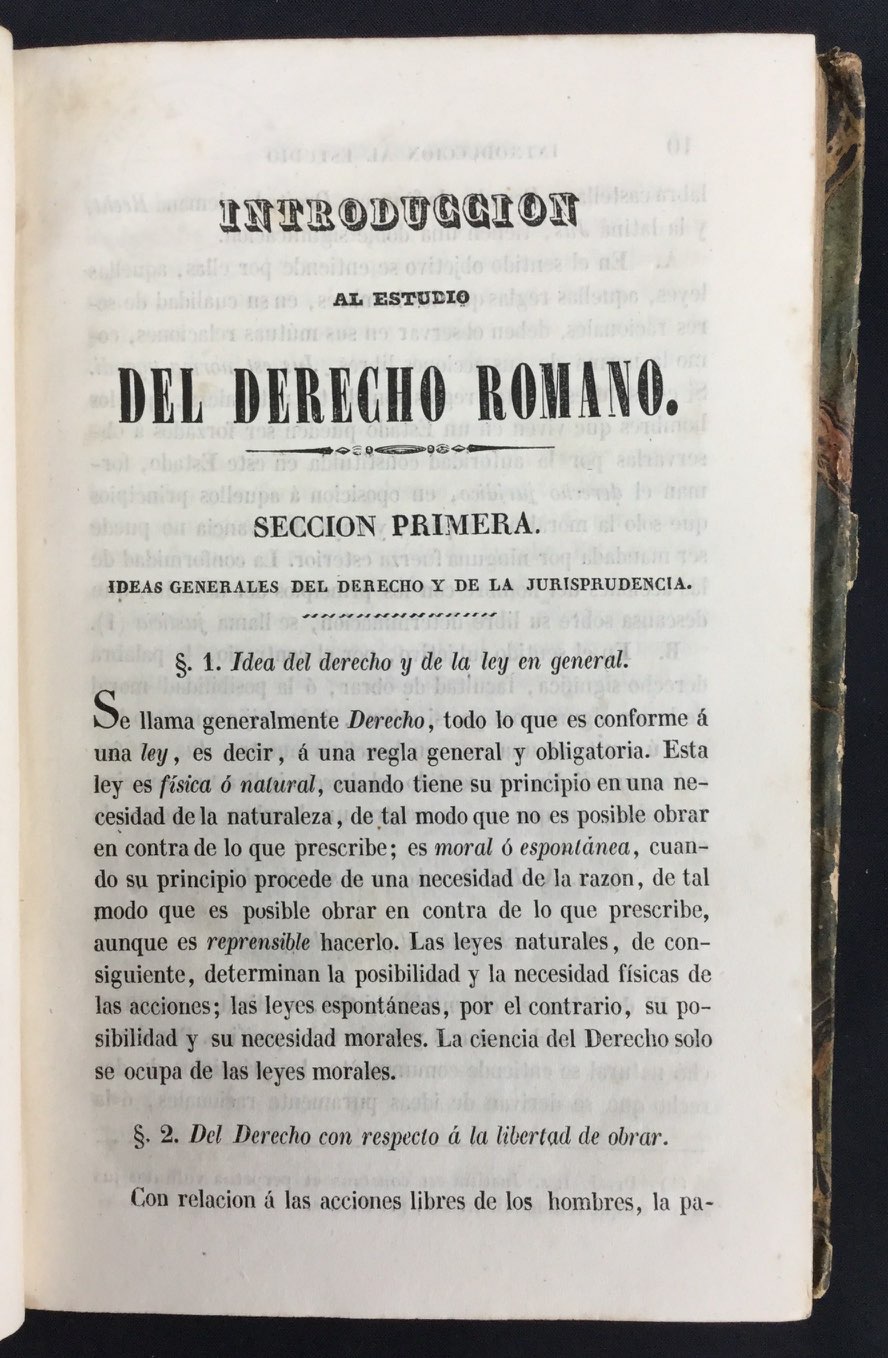 INTRODUCCION
AL ESTUDIO
DEL DERECHO ROMANO.
SECCION PRIMERA.
IDEAS GENERALES DEL DERECHO Y DE LA JURISPRUDENCIA.
§. 1. Idea del derecho y de la ley en general.
Se llama generalmente Derecho, todo lo que es conforme á
una ley, es decir, á una regla general y obligatoria. Esta
ley es física ó natural, cuando tiene su principio en una ne-
cesidad de la naturaleza, de tal modo que no es posible obrar
en contra de lo que prescribe; es moral ó espontánea, cuan-
do su principio procede de una necesidad de la razon, de tal
modo que es posible obrar en contra de lo que prescribe,
aunque es reprensible hacerlo. Las leyes naturales, de con-
siguiente, determinan la posibilidad y la necesidad físicas de
las acciones; las leyes espontáneas, por el contrario, su po-
sibilidad y su necesidad morales. La ciencia del Derecho solo
se ocupa de las leyes morales.
§. 2. Del Derecho con respecto á la libertad de obrar.
Con relacion á las acciones libres de los hombres, la pa-